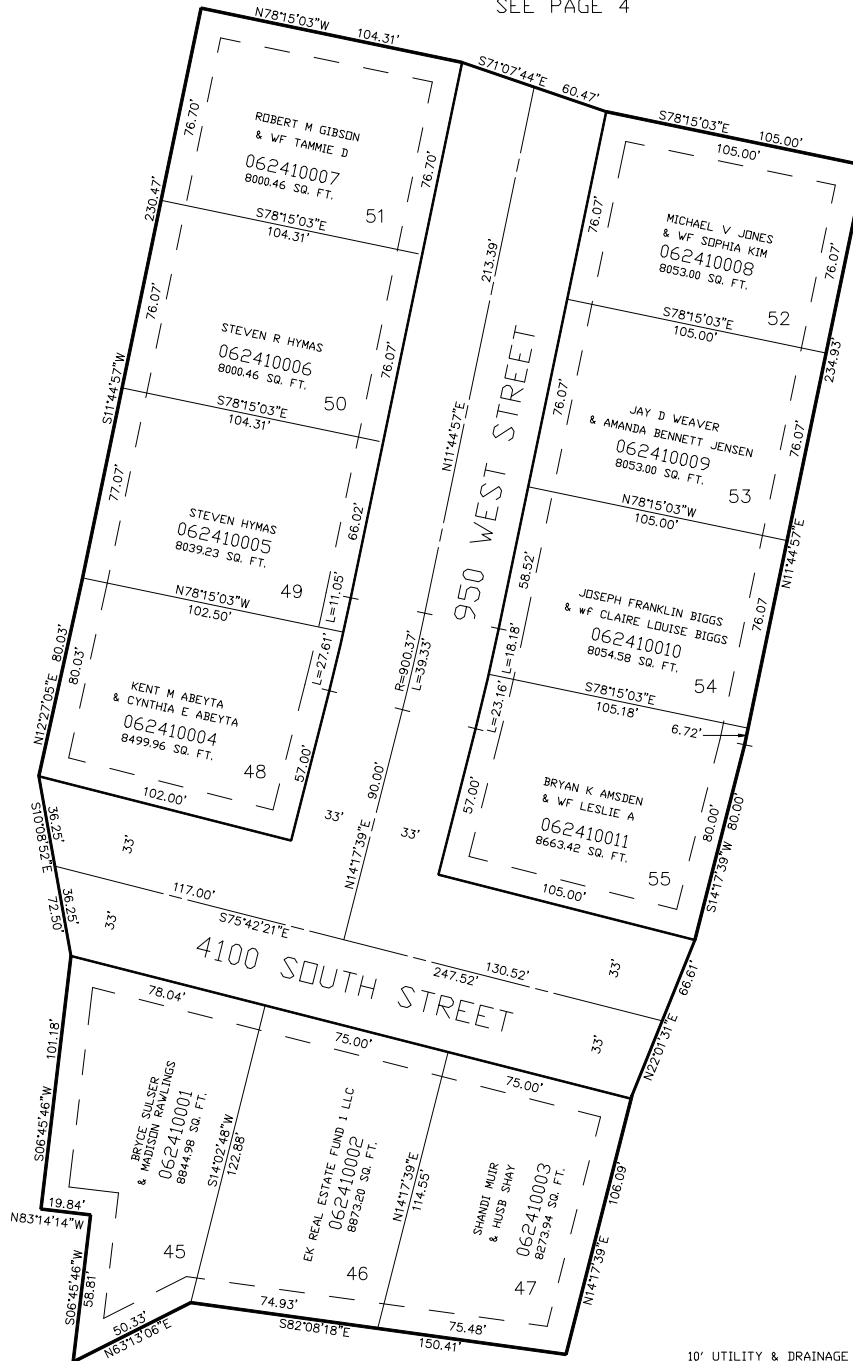 SEE PAGE 4
N78°15'03"W
104.31'
S71°07'44"E
60.47'
S78°15'03"E
105.00'
105.00'
76.70'
ROBERT M GIBSON
& WF TAMMIE D
062410007
8000.46 SQ. FT.
51
76.70'
230.47'
S78°15'03"E
104.31'
213.39'
76.07'
MICHAEL V JONES
& WF SOPHIA KIM
062410008
8053.00 SQ. FT.
52
76.07'
S78°15'03"E
105.00'
234.93'
76.07'
STEVEN R HYMAS
062410006
8000.46 SQ. FT.
50
76.07'
S11°44'57"W
S78°15'03"E
104.31'
N11°44'57"E
950 WEST STREET
76.07'
JAY D WEAVER
& AMANDA BENNETT JENSEN
062410009
8053.00 SQ. FT.
53
76.07'
N78°15'03"W
105.00'
N11°44'57"E
77.07'
STEVEN HYMAS
062410005
8039.23 SQ. FT.
49
66.02'
L=11.05'
N78°15'03"W
102.50'
58.52'
L=18.18'
JOSEPH FRANKLIN BIGGS
& WF CLAIRE LOUISE BIGGS
062410010
8054.58 SQ. FT.
54
76.07
S78°15'03"E
105.18'
6.72'
R=900.37'
L=39.33'
N12°27'05"E 80.03'
80.03'
KENT M ABEYTA
& CYNTHIA E ABEYTA
062410004
8499.96 SQ. FT.
48
L=27.61'
57.00'
102.00'
L=23.16'
57.00'
BRYAN K AMSDEN
& WF LESLIE A
062410011
8663.42 SQ. FT.
55
80.00'
80.00'
S14°17'39"W
105.00'
90.00'
N14°17'39"E
33'
33'
33'
33'
36.25'
S10°08'52"E
36.25'
72.50'
117.00'
S75°42'21"E
247.52'
130.52'
33'
33'
66.61'
N22°01'31"E
4100 SOUTH STREET
78.04'
75.00'
75.00'
101.18'
S06°45'46"W
BRYCE SULSER
& MADISON RAWLINGS
062410001
8844.98 SQ. FT.
45
S14°02'48"W
122.88'
EK REAL ESTATE FUND 1 LLC
062410002
8873.20 SQ. FT.
46
N14°17'39"E
114.55'
SHANDI MUIR
& HUSB SHAY
062410003
8273.94 SQ. FT.
47
106.09'
N14°17'39"E
19.84'
N83°14'14"W
S06°45'46"W
58.81'
50.33'
N63°13'06"E
74.93'
S82°08'18"E
75.48'
150.41'
10' UTILITY & DRAINAGE